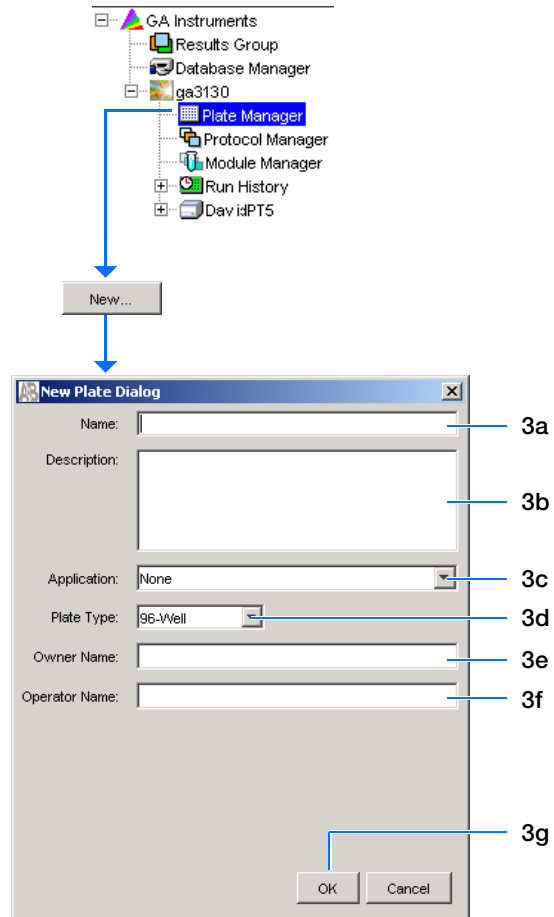 GA Instruments
Results Group
Database Manager
ga3130
Plate Manager
Protocol Manager
Module Manager
Run History
DavidPT5
New...
New Plate Dialog
Name:
3a
Description:
3b
Application: None
3c
Plate Type: 96-Well
3d
Owner Name:
3e
Operator Name:
3f
3g
OK Cancel